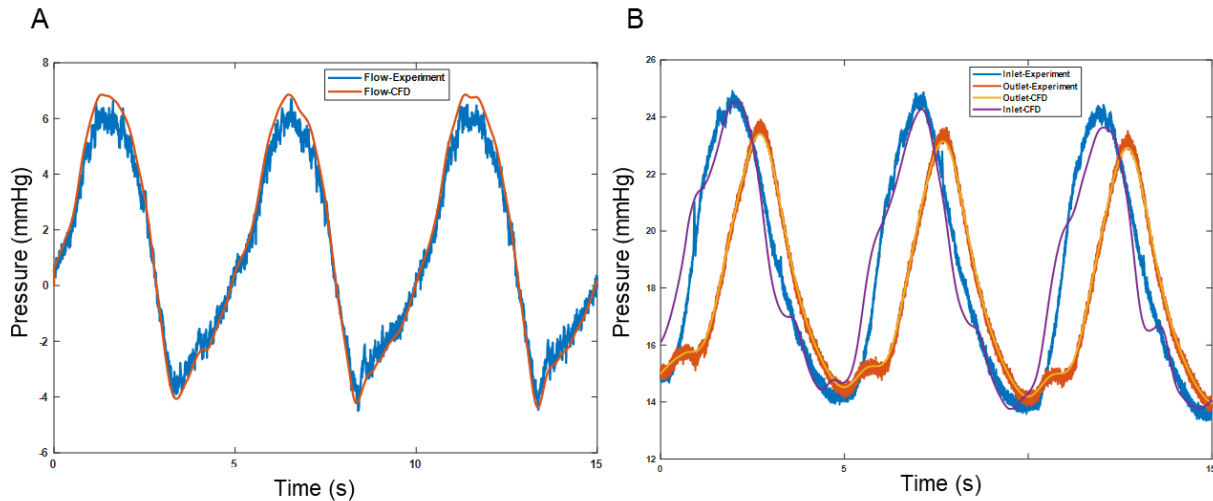 A
Pressure (mmHg)
8
6
4
2
0
-2
-4
-6
0
5
10
15
Time (s)
Flow-Experiment
Flow-CFD
B
Pressure (mmHg)
26
24
22
20
18
16
14
12
0
5
10
15
Time (s)
Inlet-Experiment
Outlet-Experiment
Outlet-CFD
Inlet-CFD